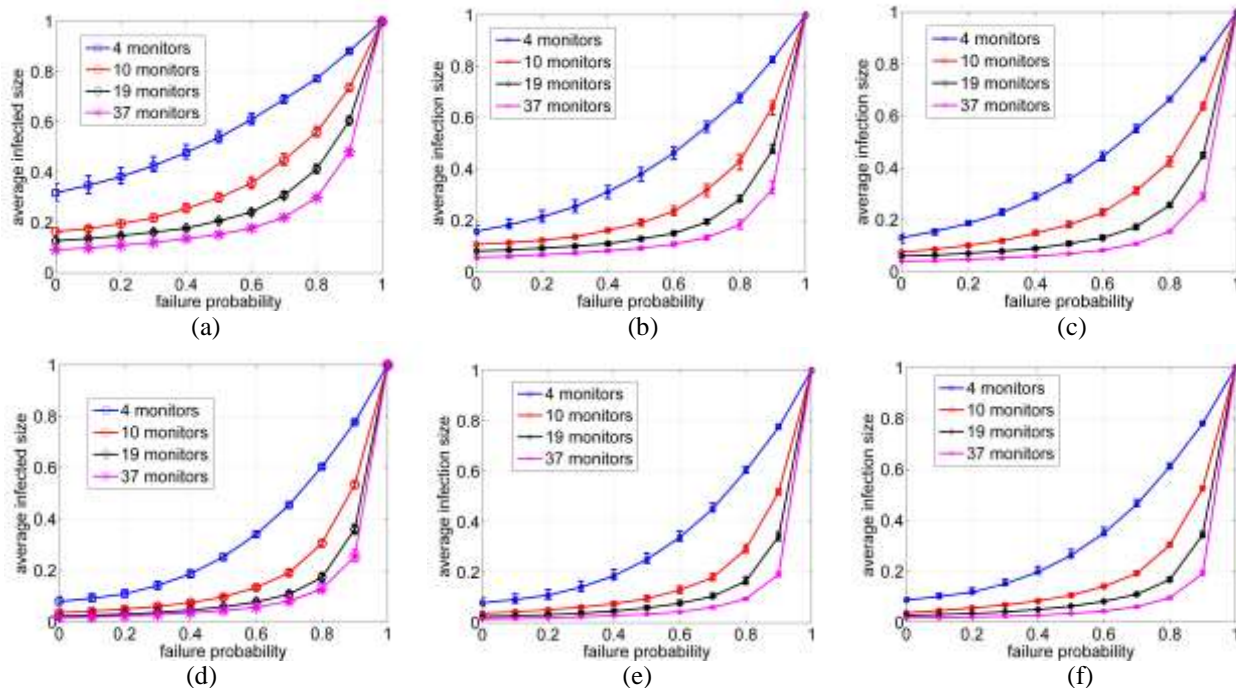 average infected size
1
0.8
0.6
0.4
0.2
0
4 monitors
10 monitors
19 monitors
37 monitors
0 0.2 0.4 0.6 0.8 1
failure probability
(a)
average infection size
1
0.8
0.6
0.4
0.2
0
4 monitors
10 monitors
19 monitors
37 monitors
0 0.2 0.4 0.6 0.8 1
failure probability
(b)
average infection size
1
0.8
0.6
0.4
0.2
0
4 monitors
10 monitors
19 monitors
37 monitors
0 0.2 0.4 0.6 0.8 1
failure probability
(c)
average infected size
1
0.8
0.6
0.4
0.2
0
4 monitors
10 monitors
19 monitors
37 monitors
0 0.2 0.4 0.6 0.8 1
failure probability
(d)
average infection size
1
0.8
0.6
0.4
0.2
0
4 monitors
10 monitors
19 monitors
37 monitors
0 0.2 0.4 0.6 0.8 1
failure probability
(e)
average infection size
1
0.8
0.6
0.4
0.2
0
4 monitors
10 monitors
19 monitors
37 monitors
0 0.2 0.4 0.6 0.8 1
failure probability
(f)